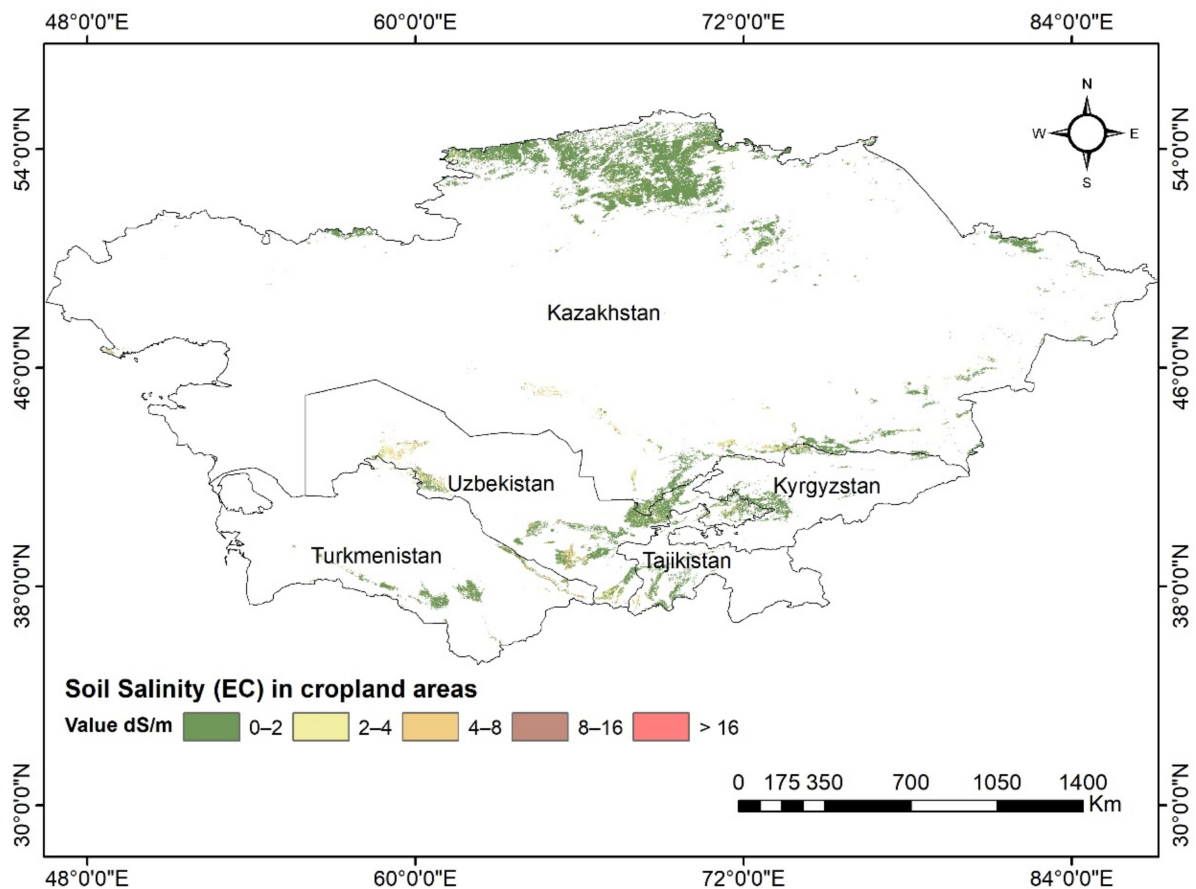 48°0'0"E 60°0'0"E 72°0'0"E 84°0'0"E
N
W E
S
54°0'0"N 54°0'0"N
Kazakhstan
46°0'0"N 46°0'0"N
Uzbekistan Kyrgyzstan
Turkmenistan Tajikistan
38°0'0"N 38°0'0"N
Soil Salinity (EC) in cropland areas
Value dS/m 0–2 2–4 4–8 8–16 > 16
0 175 350 700 1050 1400
Km
30°0'0"N 30°0'0"N
48°0'0"E 60°0'0"E 72°0'0"E 84°0'0"E